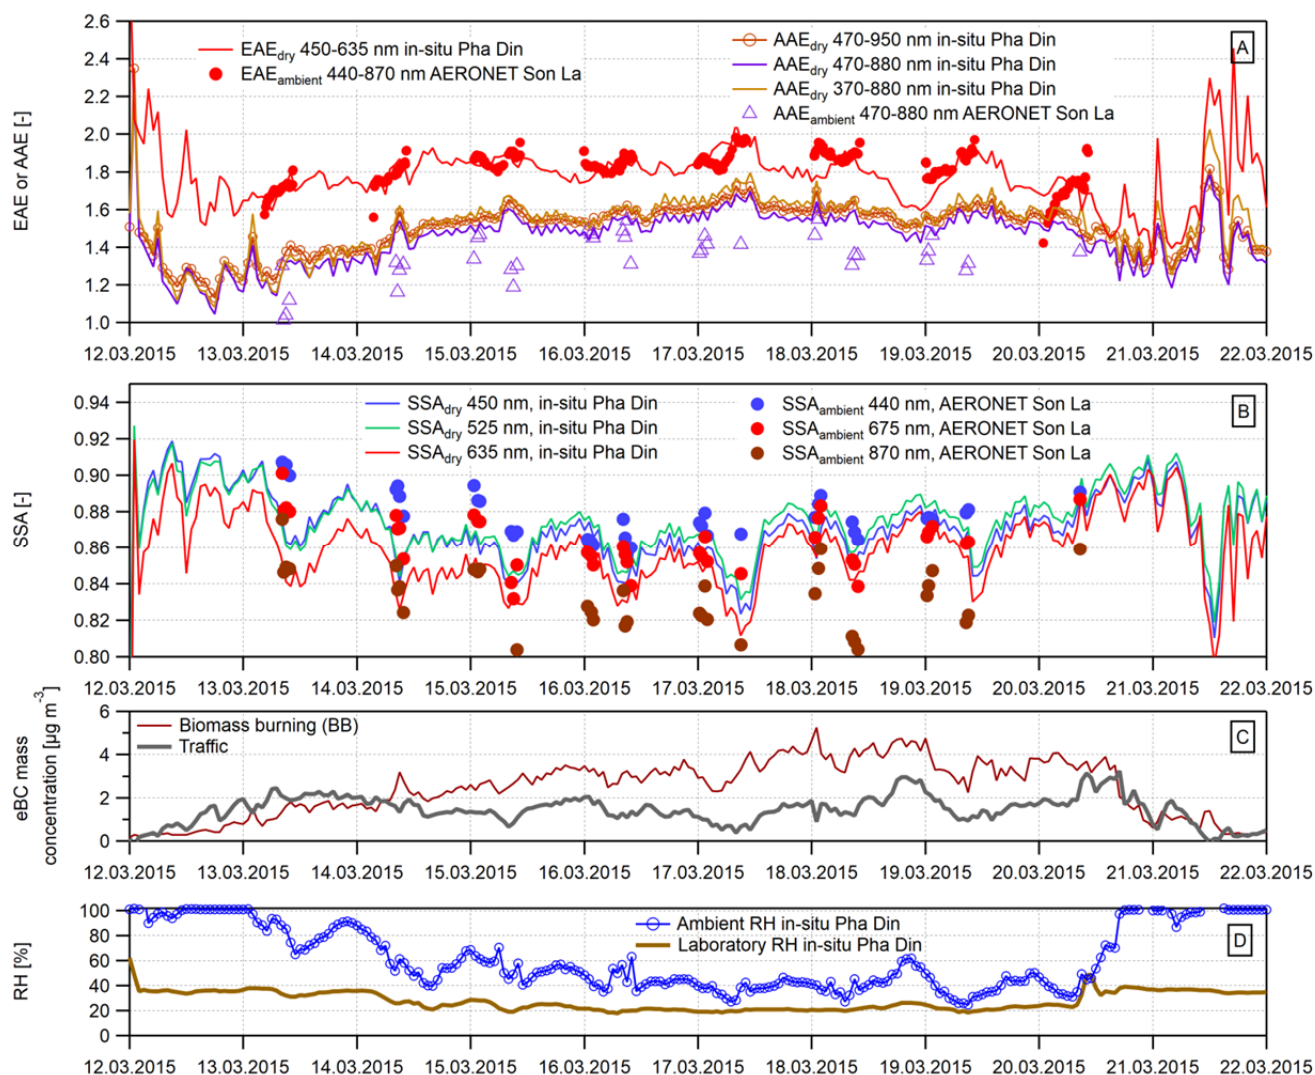 EAE or AAE [-]
2.6
2.4
2.2
2.0
1.8
1.6
1.4
1.2
1.0
EAEdry 450-635 nm in-situ Pha Din
EAEambient 440-870 nm AERONET Son La
AAEdry 470-950 nm in-situ Pha Din
AAEdry 470-880 nm in-situ Pha Din
AAEdry 370-880 nm in-situ Pha Din
AAEambient 470-880 nm AERONET Son La
A
12.03.2015 13.03.2015 14.03.2015 15.03.2015 16.03.2015 17.03.2015 18.03.2015 19.03.2015 20.03.2015 21.03.2015 22.03.2015
SSA [-]
0.94
0.92
0.90
0.88
0.86
0.84
0.82
0.80
SSAdry 450 nm, in-situ Pha Din
SSAdry 525 nm, in-situ Pha Din
SSAdry 635 nm, in-situ Pha Din
SSAambient 440 nm, AERONET Son La
SSAambient 675 nm, AERONET Son La
SSAambient 870 nm, AERONET Son La
B
12.03.2015 13.03.2015 14.03.2015 15.03.2015 16.03.2015 17.03.2015 18.03.2015 19.03.2015 20.03.2015 21.03.2015 22.03.2015
eBC mass
concentration [µg m-3]
6
4
2
0
Biomass burning (BB)
Traffic
C
12.03.2015 13.03.2015 14.03.2015 15.03.2015 16.03.2015 17.03.2015 18.03.2015 19.03.2015 20.03.2015 21.03.2015 22.03.2015
RH [%]
100
80
60
40
20
0
Ambient RH in-situ Pha Din
Laboratory RH in-situ Pha Din
D
12.03.2015 13.03.2015 14.03.2015 15.03.2015 16.03.2015 17.03.2015 18.03.2015 19.03.2015 20.03.2015 21.03.2015 22.03.2015